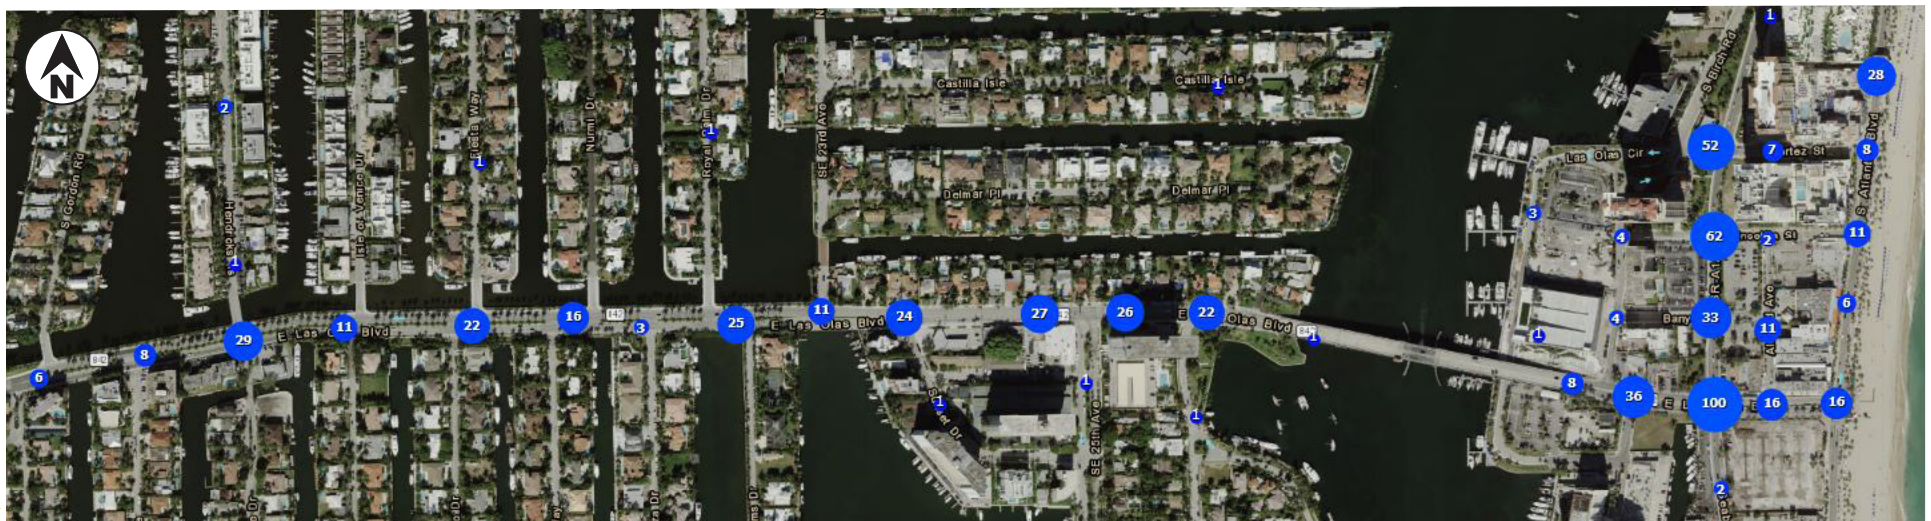 N
1
28
2
S Birch Rd
Castilla Isle
Castilla Isle
1
S Gordon Rd
Hendricks
Isle of Venice Dr
Fiesta Way
Nurmi Dr
Royal Palm Dr
SE 23rd Ave
1
1
Las Olas Cir
52
7
8
S Atlantic Blvd
Delmar Pl
Delmar Pl
3
4
62
2
11
1
11
6
842
8
29
E Las Olas Blvd
11
22
16
842
3
25
E Las Olas Blvd
24
27
26
22
Olas Blvd
842
1
1
4
33
11
6
1
Sunset Dr
1
SE 25th Ave
1
8
36
100
16
16
2